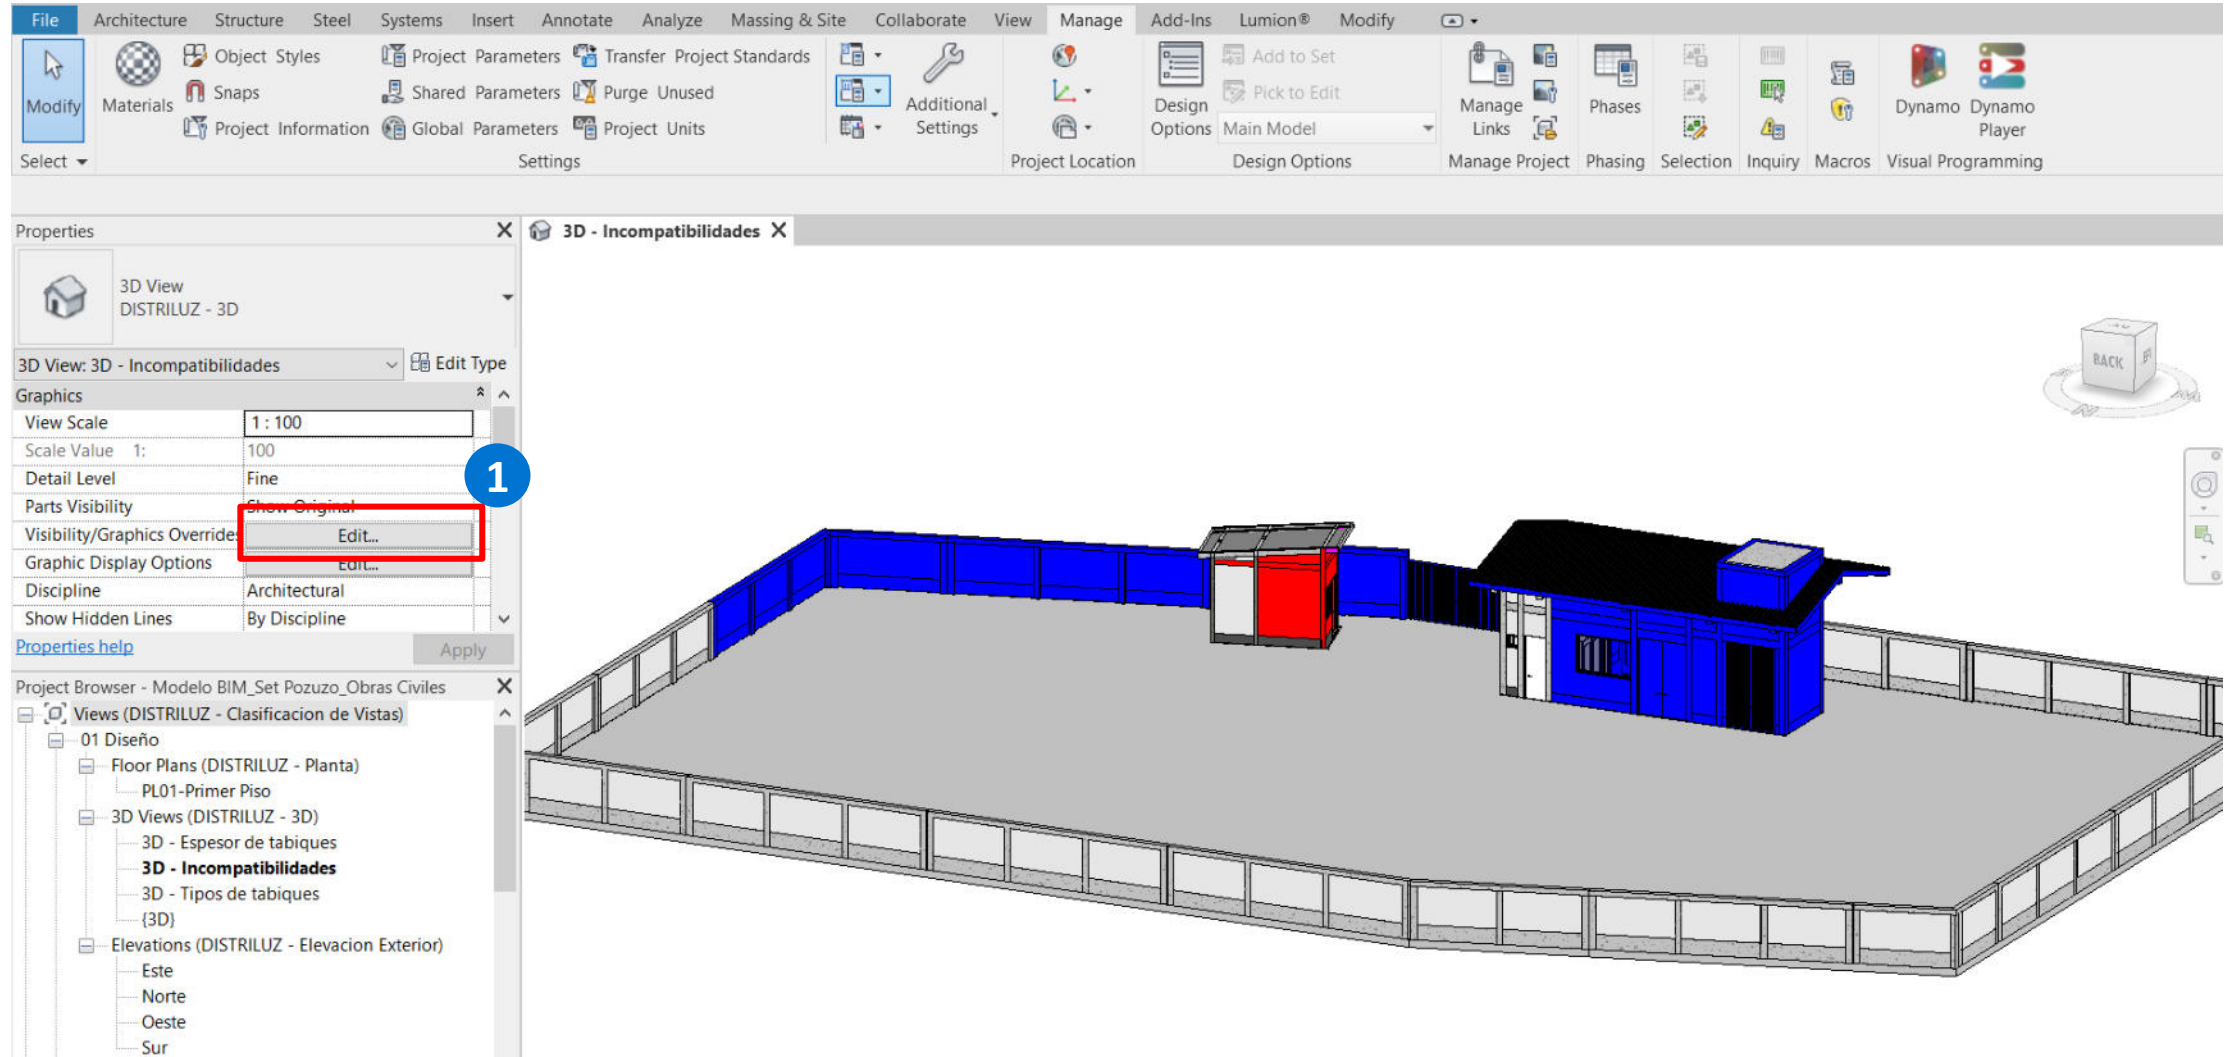 File Architecture Structure Steel Systems Insert Annotate Analyze Massing & Site Collaborate View Manage Add-Ins Lumion® Modify
Modify
Materials
Object Styles
Snaps
Project Information
Project Parameters
Shared Parameters
Global Parameters
Transfer Project Standards
Purge Unused
Project Units
Additional
Settings
Design
Options
Add to Set
Pick to Edit
Main Model
Manage
Links
Phases
Dynamo
Dynamo
Player
Select Settings Project Location Design Options Manage Project Phasing Selection Inquiry Macros Visual Programming
Properties
3D - Incompatibilidades
3D View
DISTRILUZ - 3D
3D View: 3D - Incompatibilidades
Edit Type
Graphics
View Scale 1 : 100
Scale Value 1: 100
Detail Level Fine
1
Parts Visibility Show Original
Visibility/Graphics Overrides Edit...
Graphic Display Options Edit...
Discipline Architectural
Show Hidden Lines By Discipline
Properties help Apply
Project Browser - Modelo BIM_Set Pozuzo_Obras Civiles
Views (DISTRILUZ - Clasificacion de Vistas)
01 Diseño
Floor Plans (DISTRILUZ - Planta)
PL01-Primer Piso
3D Views (DISTRILUZ - 3D)
3D - Espesor de tabiques
3D - Incompatibilidades
3D - Tipos de tabiques
{3D}
Elevations (DISTRILUZ - Elevacion Exterior)
Este
Norte
Oeste
Sur
BACK